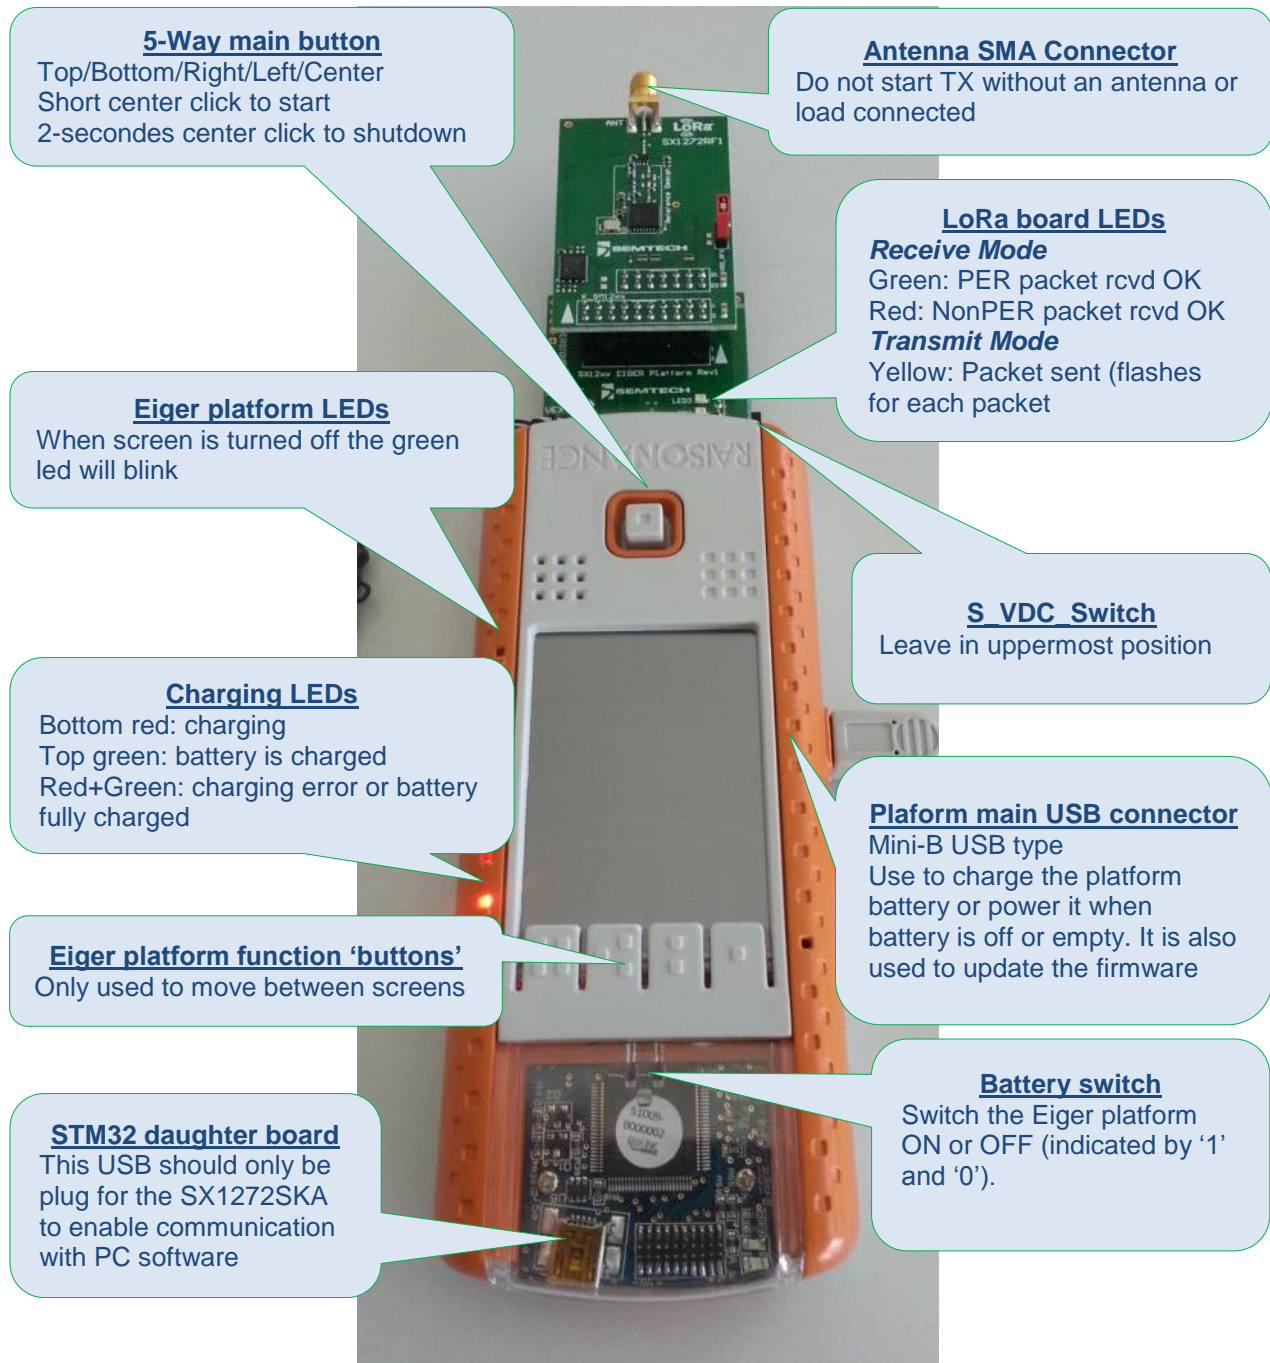 5-Way main button
Top/Bottom/Right/Left/Center
Short center click to start
2-secondes center click to shutdown
Antenna SMA Connector
Do not start TX without an antenna or
load connected
ANT
LoRa
SX1272RF1
Reference Design
SEMTECH
LoRa board LEDs
Receive Mode
Green: PER packet rcvd OK
Red: NonPER packet rcvd OK
Transmit Mode
Yellow: Packet sent (flashes
for each packet
SX12xx EIGER Platform Rev1
SEMTECH
LED3
RAISONANCE
Eiger platform LEDs
When screen is turned off the green
led will blink
S_VDC_Switch
Leave in uppermost position
Charging LEDs
Bottom red: charging
Top green: battery is charged
Red+Green: charging error or battery
fully charged
Plaform main USB connector
Mini-B USB type
Use to charge the platform
battery or power it when
battery is off or empty. It is also
used to update the firmware
Eiger platform function ‘buttons’
Only used to move between screens
Battery switch
Switch the Eiger platform
ON or OFF (indicated by ‘1’
and ‘0’).
STM32 daughter board
This USB should only be
plug for the SX1272SKA
to enable communication
with PC software
51009-
0000002